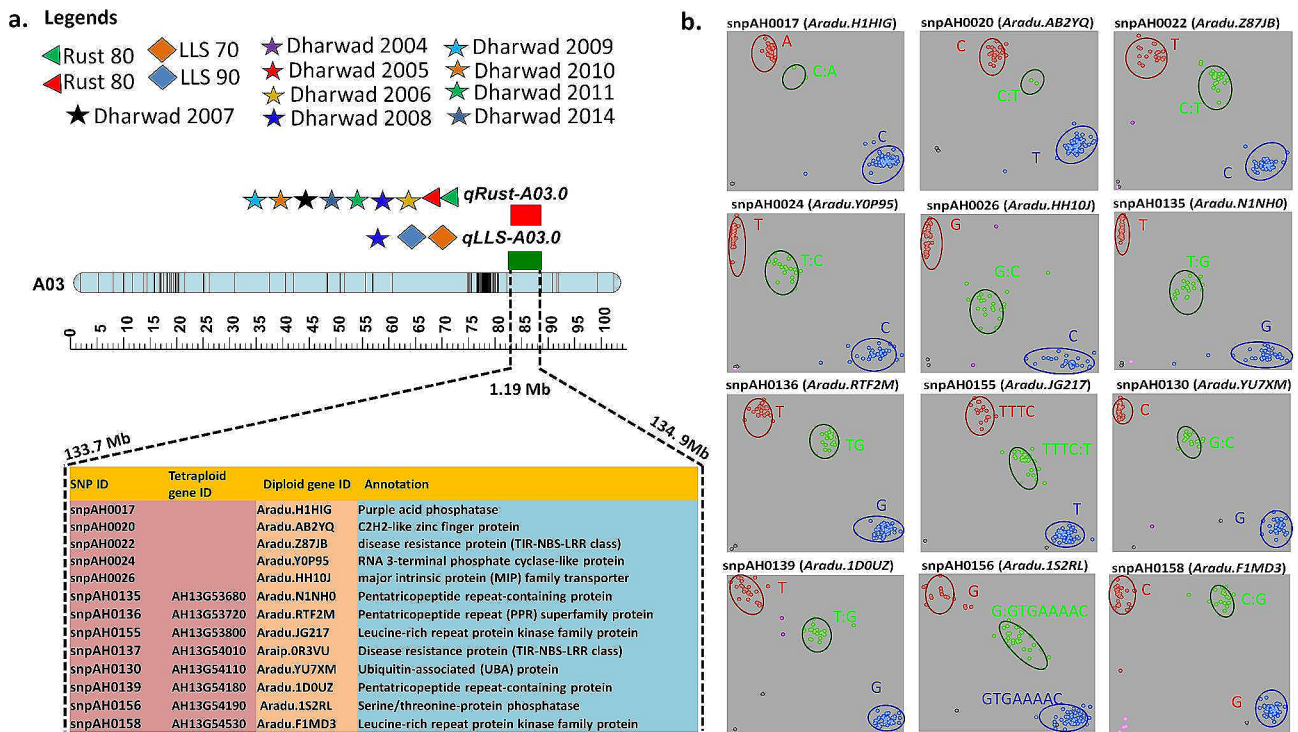 a.
Legends
Rust 80
LLS 70
Dharwad 2004
Dharwad 2009
Rust 80
LLS 90
Dharwad 2005
Dharwad 2010
Dharwad 2006
Dharwad 2011
Dharwad 2007
Dharwad 2008
Dharwad 2014
qRust-A03.0
qLLS-A03.0
A03
0 5 10 15 20 25 30 35 40 45 50 55 60 65 70 75 80 85 90 95 100
1.19 Mb
133.7 Mb
134. 9Mb
SNP ID Tetraploid gene ID Diploid gene ID Annotation
snpAH0017 Aradu.H1HIG Purple acid phosphatase
snpAH0020 Aradu.AB2YQ C2H2-like zinc finger protein
snpAH0022 Aradu.Z87JB disease resistance protein (TIR-NBS-LRR class)
snpAH0024 Aradu.Y0P95 RNA 3-terminal phosphate cyclase-like protein
snpAH0026 Aradu.HH10J major intrinsic protein (MIP) family transporter
snpAH0135 AH13G53680 Aradu.N1NH0 Pentatricopeptide repeat-containing protein
snpAH0136 AH13G53720 Aradu.RTF2M Pentatricopeptide repeat (PPR) superfamily protein
snpAH0155 AH13G53800 Aradu.JG217 Leucine-rich repeat protein kinase family protein
snpAH0137 AH13G54010 Araip.0R3VU Disease resistance protein (TIR-NBS-LRR class)
snpAH0130 AH13G54110 Aradu.YU7XM Ubiquitin-associated (UBA) protein
snpAH0139 AH13G54180 Aradu.1D0UZ Pentatricopeptide repeat-containing protein
snpAH0156 AH13G54190 Aradu.1S2RL Serine/threonine-protein phosphatase
snpAH0158 AH13G54530 Aradu.F1MD3 Leucine-rich repeat protein kinase family protein
b.
snpAH0017 (Aradu.H1HIG)
A
C:A
C
snpAH0020 (Aradu.AB2YQ)
C
C:T
T
snpAH0022 (Aradu.Z87JB)
T
C:T
C
snpAH0024 (Aradu.Y0P95)
T
T:C
C
snpAH0026 (Aradu.HH10J)
G
G:C
C
snpAH0135 (Aradu.N1NH0)
T
T:G
G
snpAH0136 (Aradu.RTF2M)
T
TG
G
snpAH0155 (Aradu.JG217)
TTTC
TTTC:T
T
snpAH0130 (Aradu.YU7XM)
C
G:C
G
snpAH0139 (Aradu.1D0UZ)
T
T:G
G
snpAH0156 (Aradu.1S2RL)
G
G:GTGAAAAC
GTGAAAAC
snpAH0158 (Aradu.F1MD3)
C
C:G
G